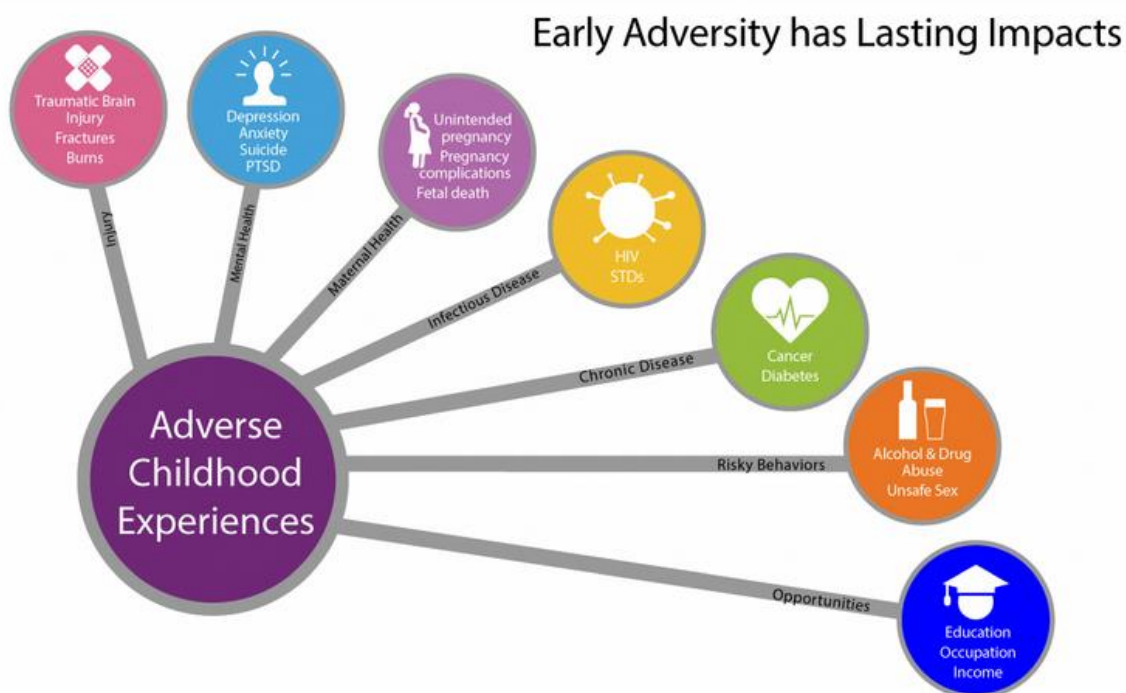 Early Adversity has Lasting Impacts
Traumatic Brain
Injury
Fractures
Burns
Injury
Depression
Anxiety
Suicide
PTSD
Mental Health
Unintended
pregnancy
Pregnancy
complications
Fetal death
Maternal Health
HIV
STDs
Infectious Disease
Cancer
Diabetes
Chronic Disease
Alcohol & Drug
Abuse
Unsafe Sex
Risky Behaviors
Education
Occupation
Income
Opportunities
Adverse
Childhood
Experiences